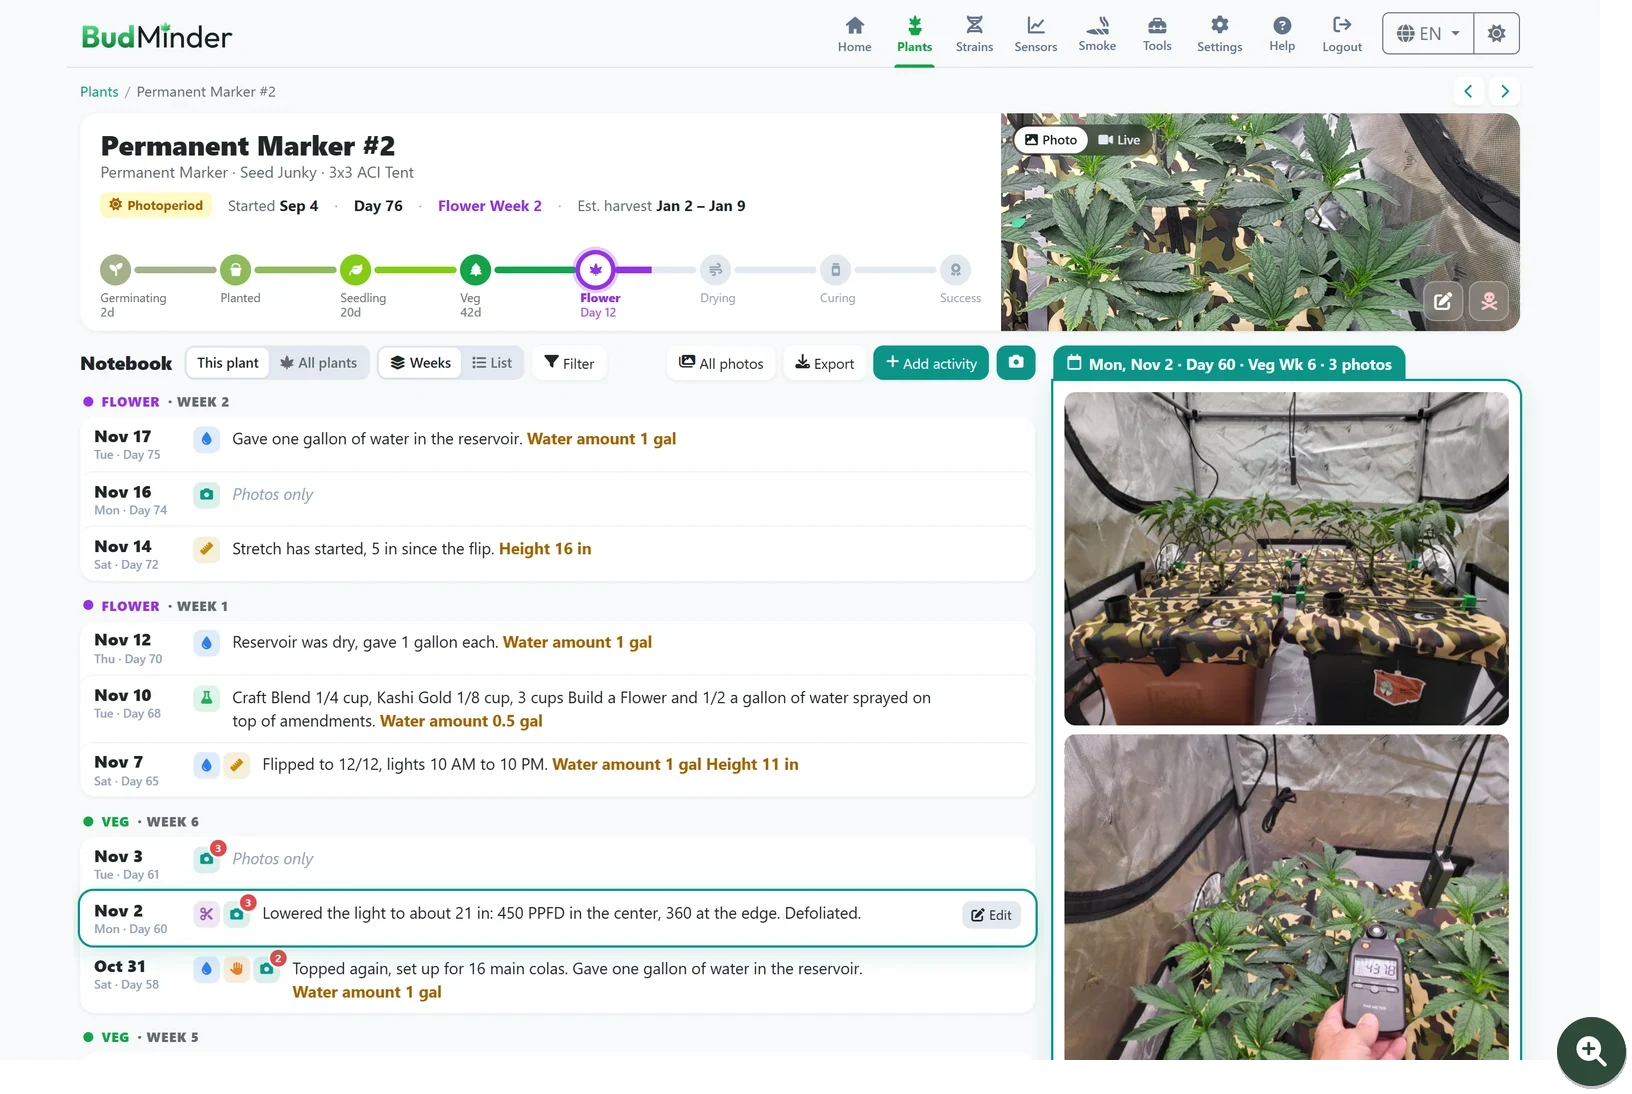 BudMinder
Home
Plants
Strains
Sensors
Smoke
Tools
Settings
Help
Logout
EN
Plants / Permanent Marker #2
Permanent Marker #2
Permanent Marker · Seed Junky · 3x3 ACI Tent
Photoperiod Started Sep 4 · Day 76 · Flower Week 2 · Est. harvest Jan 2 – Jan 9
Germinating
2d
Planted
Seedling
20d
Veg
42d
Flower
Day 12
Drying
Curing
Success
Photo Live
Notebook This plant All plants Weeks List Filter All photos Export + Add activity
FLOWER · WEEK 2
Nov 17
Tue · Day 75
Gave one gallon of water in the reservoir. Water amount 1 gal
Nov 16
Mon · Day 74
Photos only
Nov 14
Sat · Day 72
Stretch has started, 5 in since the flip. Height 16 in
FLOWER · WEEK 1
Nov 12
Thu · Day 70
Reservoir was dry, gave 1 gallon each. Water amount 1 gal
Nov 10
Tue · Day 68
Craft Blend 1/4 cup, Kashi Gold 1/8 cup, 3 cups Build a Flower and 1/2 a gallon of water sprayed on
top of amendments. Water amount 0.5 gal
Nov 7
Sat · Day 65
Flipped to 12/12, lights 10 AM to 10 PM. Water amount 1 gal Height 11 in
VEG · WEEK 6
Nov 3
Tue · Day 61
3
Photos only
Nov 2
Mon · Day 60
3
Lowered the light to about 21 in: 450 PPFD in the center, 360 at the edge. Defoliated.
Edit
Oct 31
Sat · Day 58
2
Topped again, set up for 16 main colas. Gave one gallon of water in the reservoir.
Water amount 1 gal
VEG · WEEK 5
Mon, Nov 2 · Day 60 · Veg Wk 6 · 3 photos